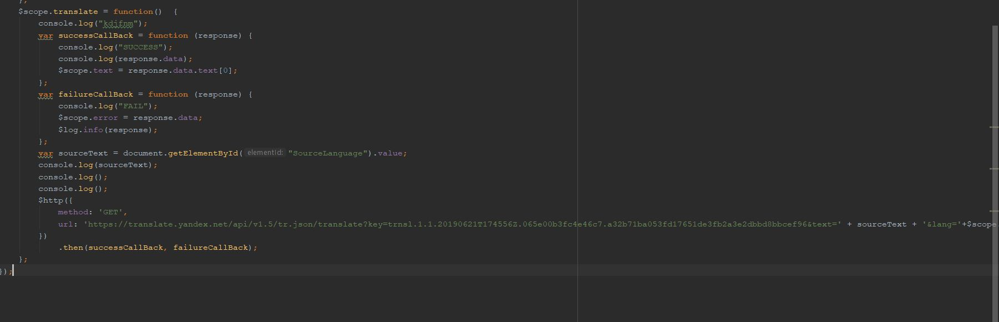 };
$scope.translate = function()  {
console.log("kdjfnm");
var successCallBack = function (response) {
console.log("SUCCESS");
console.log(response.data);
$scope.text = response.data.text[0];
};
var failureCallBack = function (response) {
console.log("FAIL");
$scope.error = response.data;
$log.info(response);
};
var sourceText = document.getElementById( elementId: "SourceLanguage").value;
console.log(sourceText);
console.log();
console.log();
$http({
method: 'GET',
url: 'https://translate.yandex.net/api/v1.5/tr.json/translate?key=trnsl.1.1.20190621T174556Z.065e00b3fc4e46c7.a32b71ba053fd17651de3fb2a3e2dbbd8bbcef96&text=' + sourceText + '&lang='+$scope
})
.then(successCallBack, failureCallBack);
};
});